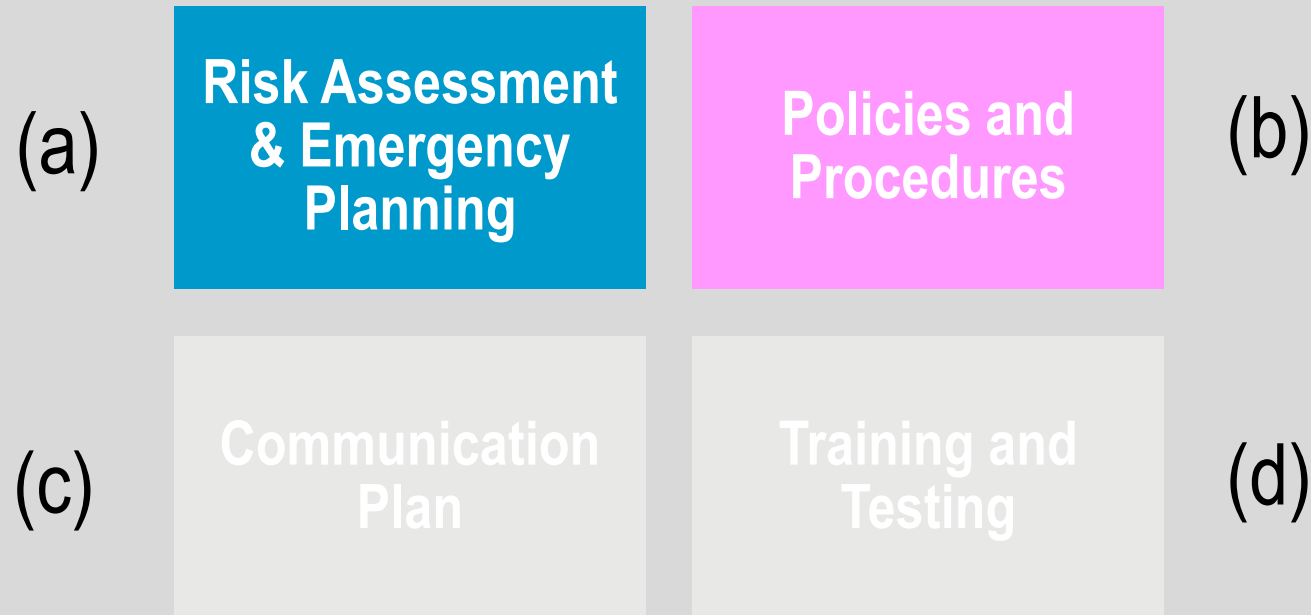 (a)
Risk Assessment
& Emergency
Planning
Policies and
Procedures
(b)
(c)
Communication
Plan
Training and
Testing
(d)